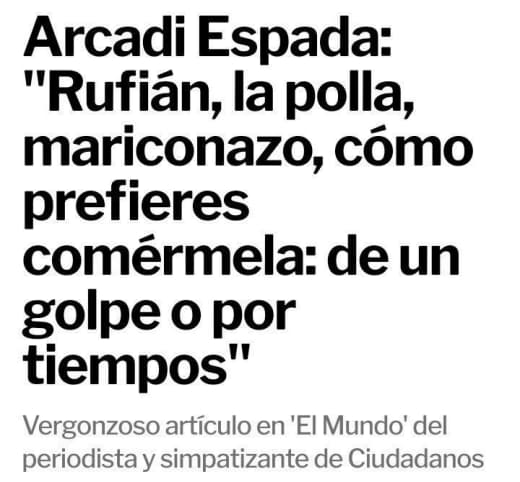 Arcadi Espada:
"Rufián, la polla,
mariconazo, cómo
prefieres
comérmela: de un
golpe o por
tiempos"
Vergonzoso artículo en 'El Mundo' del
periodista y simpatizante de Ciudadanos